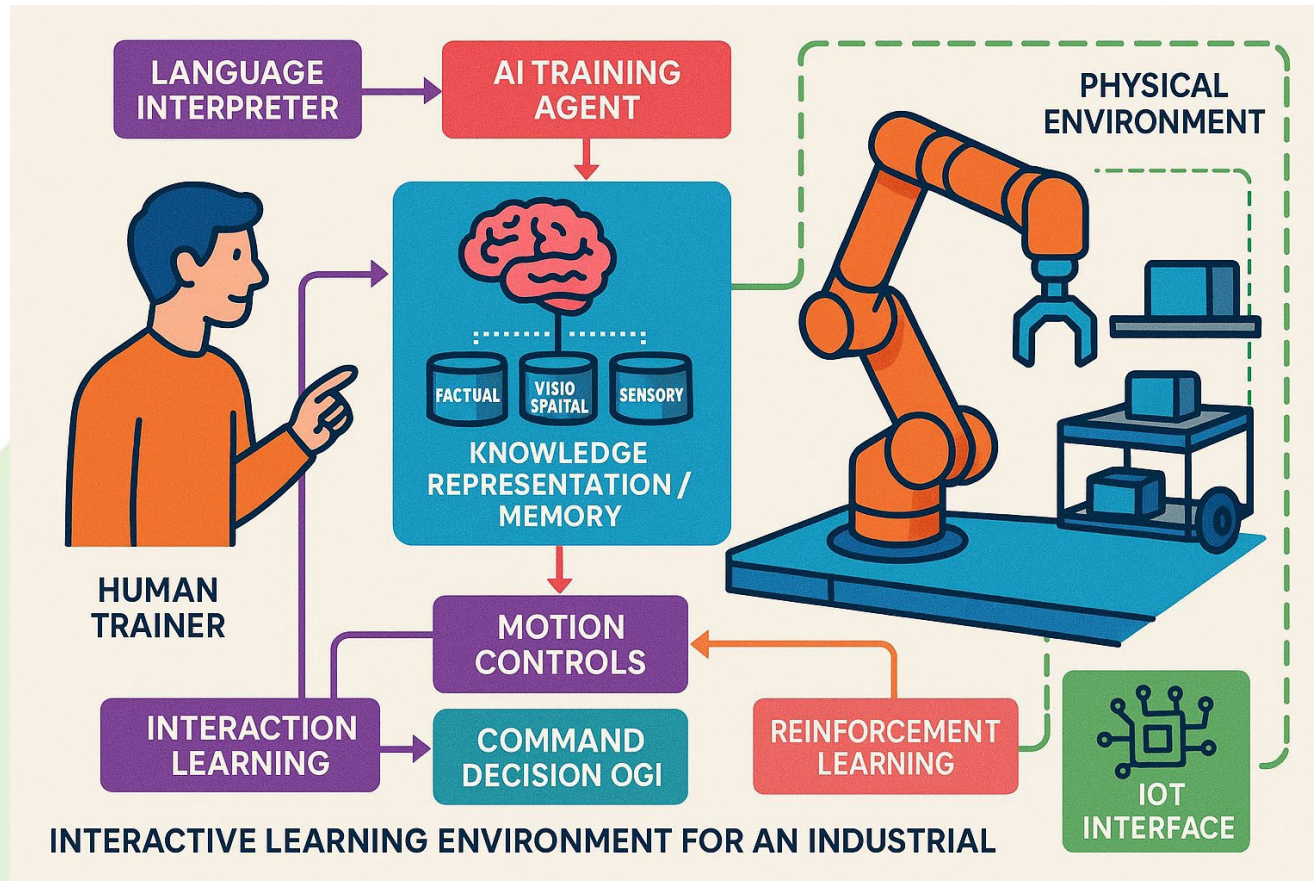 LANGUAGE
INTERPRETER
AI TRAINING
AGENT
PHYSICAL
ENVIRONMENT
FACTUAL
VISIO
SPAITAL
SENSORY
KNOWLEDGE
REPRESENTATION /
MEMORY
HUMAN
TRAINER
MOTION
CONTROLS
INTERACTION
LEARNING
COMMAND
DECISION OGI
REINFORCEMENT
LEARNING
IOT
INTERFACE
INTERACTIVE LEARNING ENVIRONMENT FOR AN INDUSTRIAL